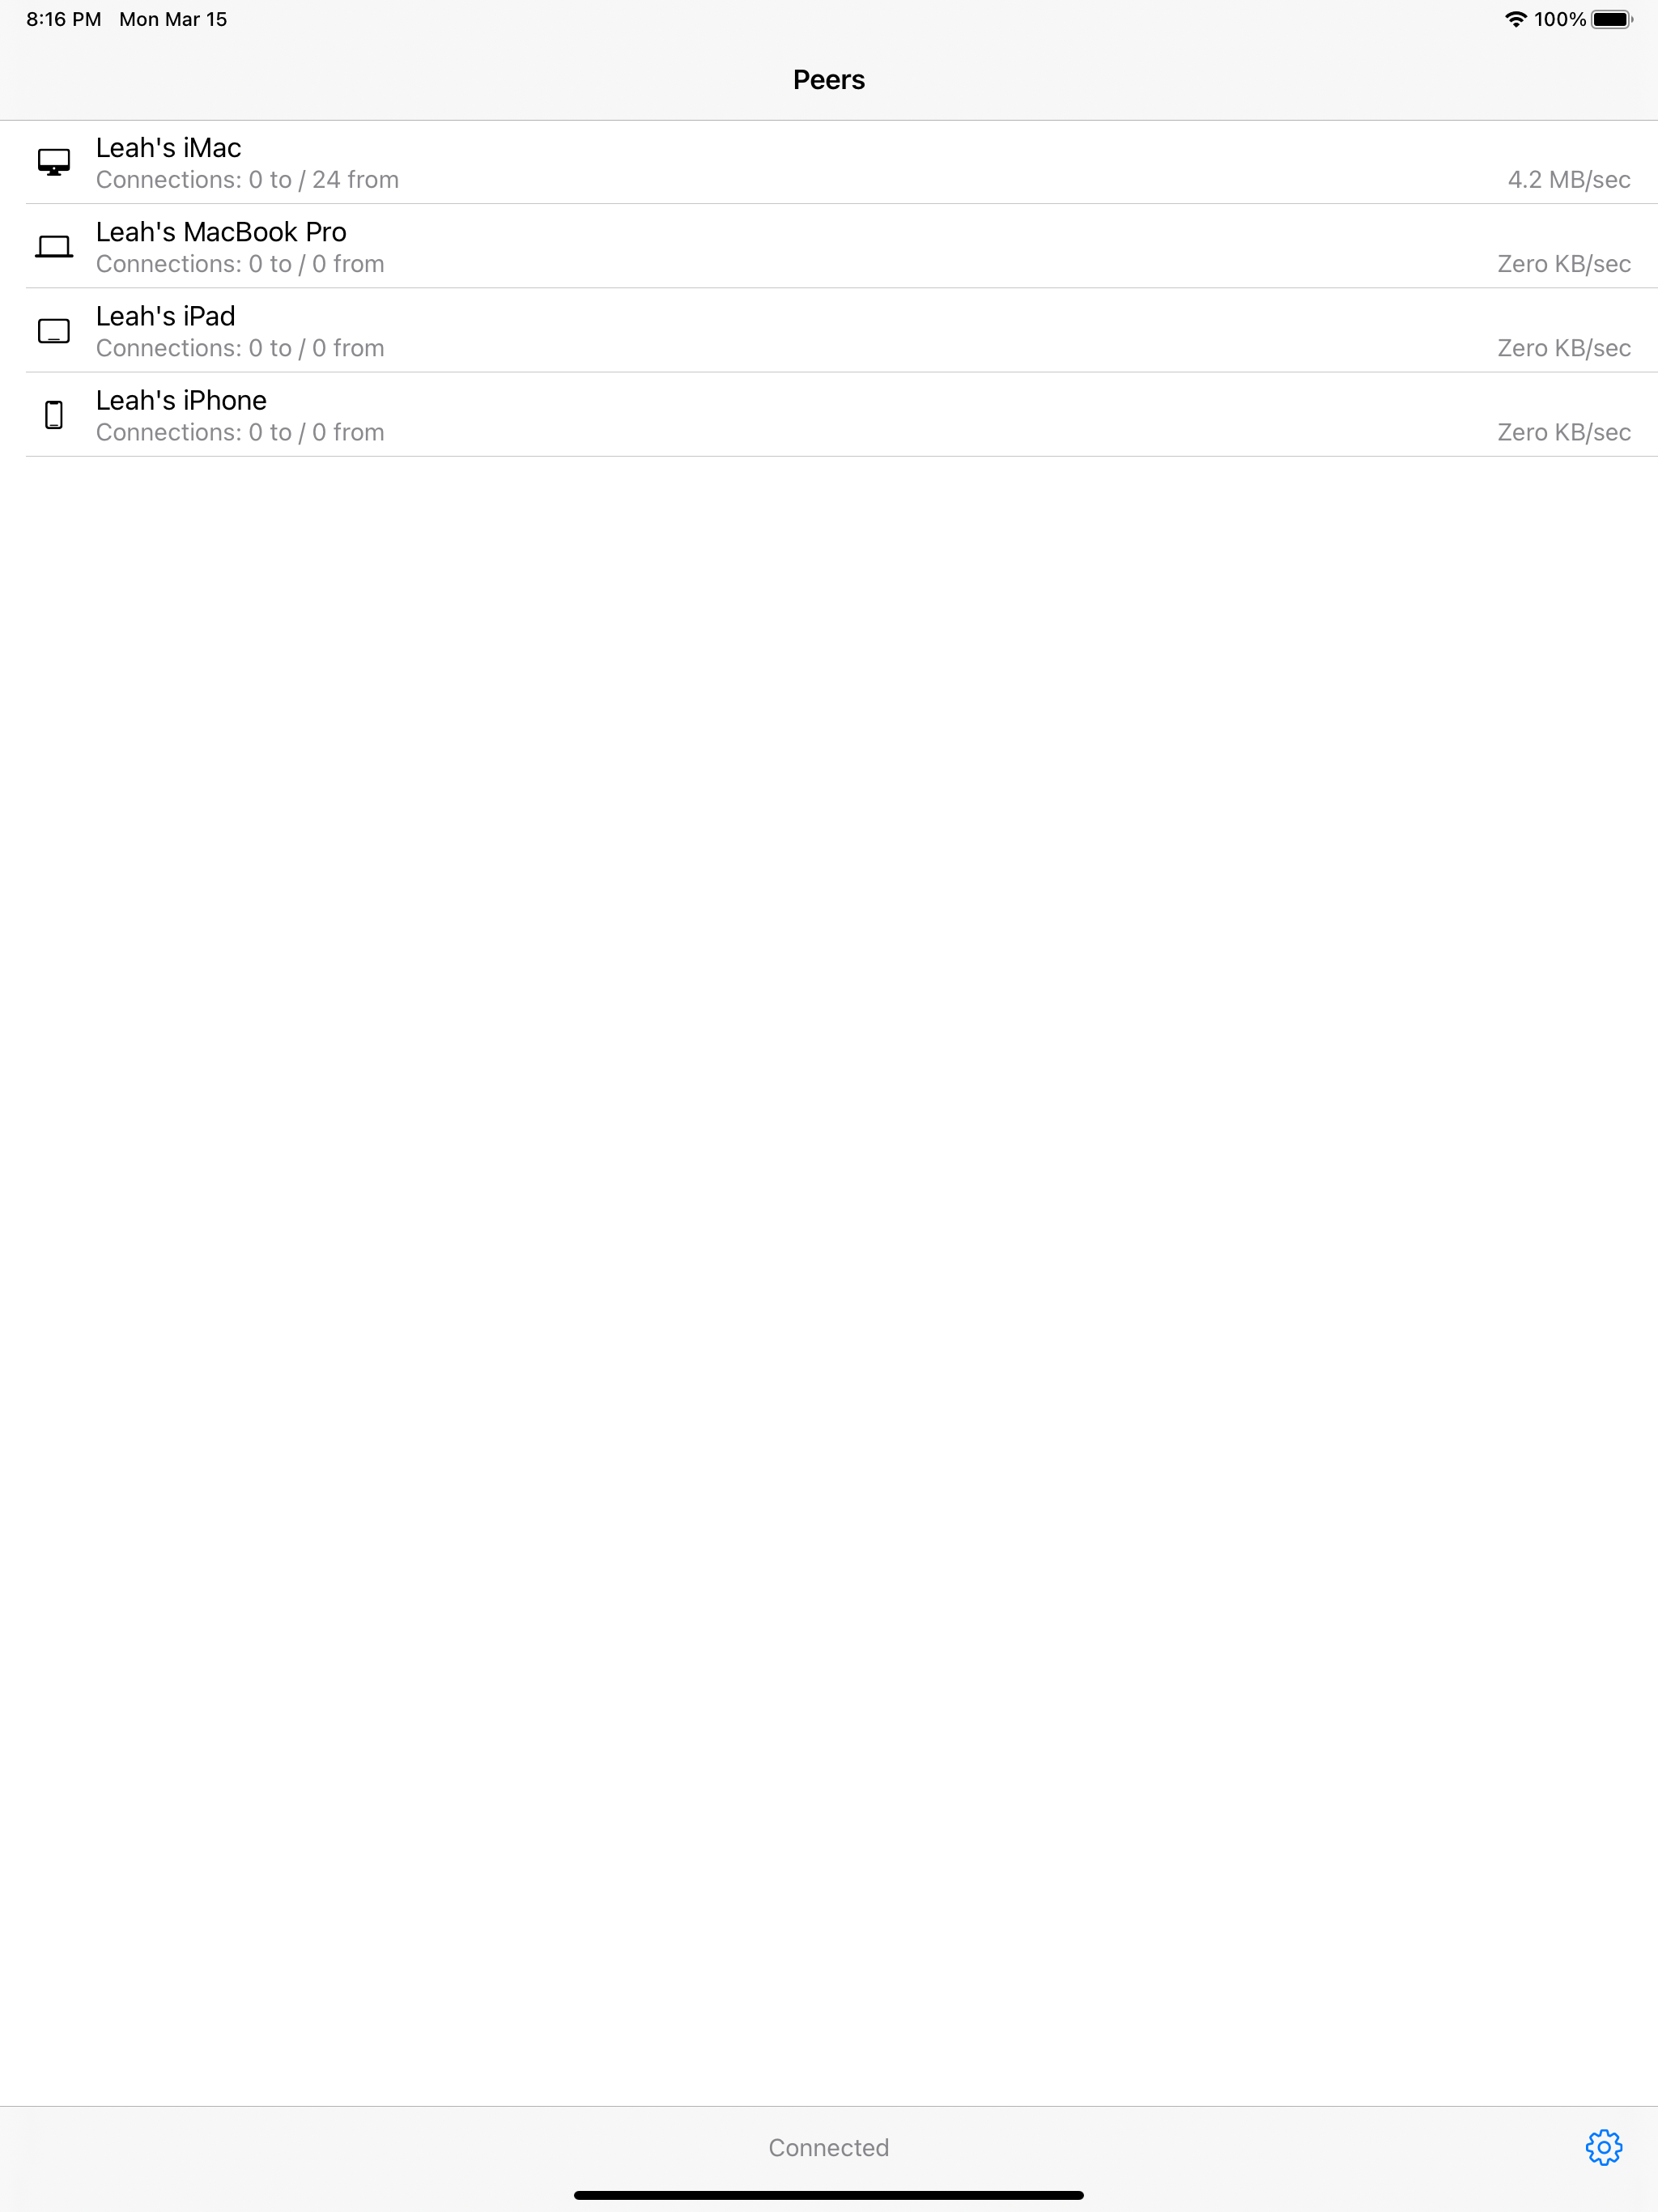 8:16 PM Mon Mar 15 100%
Peers
Leah's iMac
Connections: 0 to / 24 from 4.2 MB/sec
Leah's MacBook Pro
Connections: 0 to / 0 from Zero KB/sec
Leah's iPad
Connections: 0 to / 0 from Zero KB/sec
Leah's iPhone
Connections: 0 to / 0 from Zero KB/sec
Connected